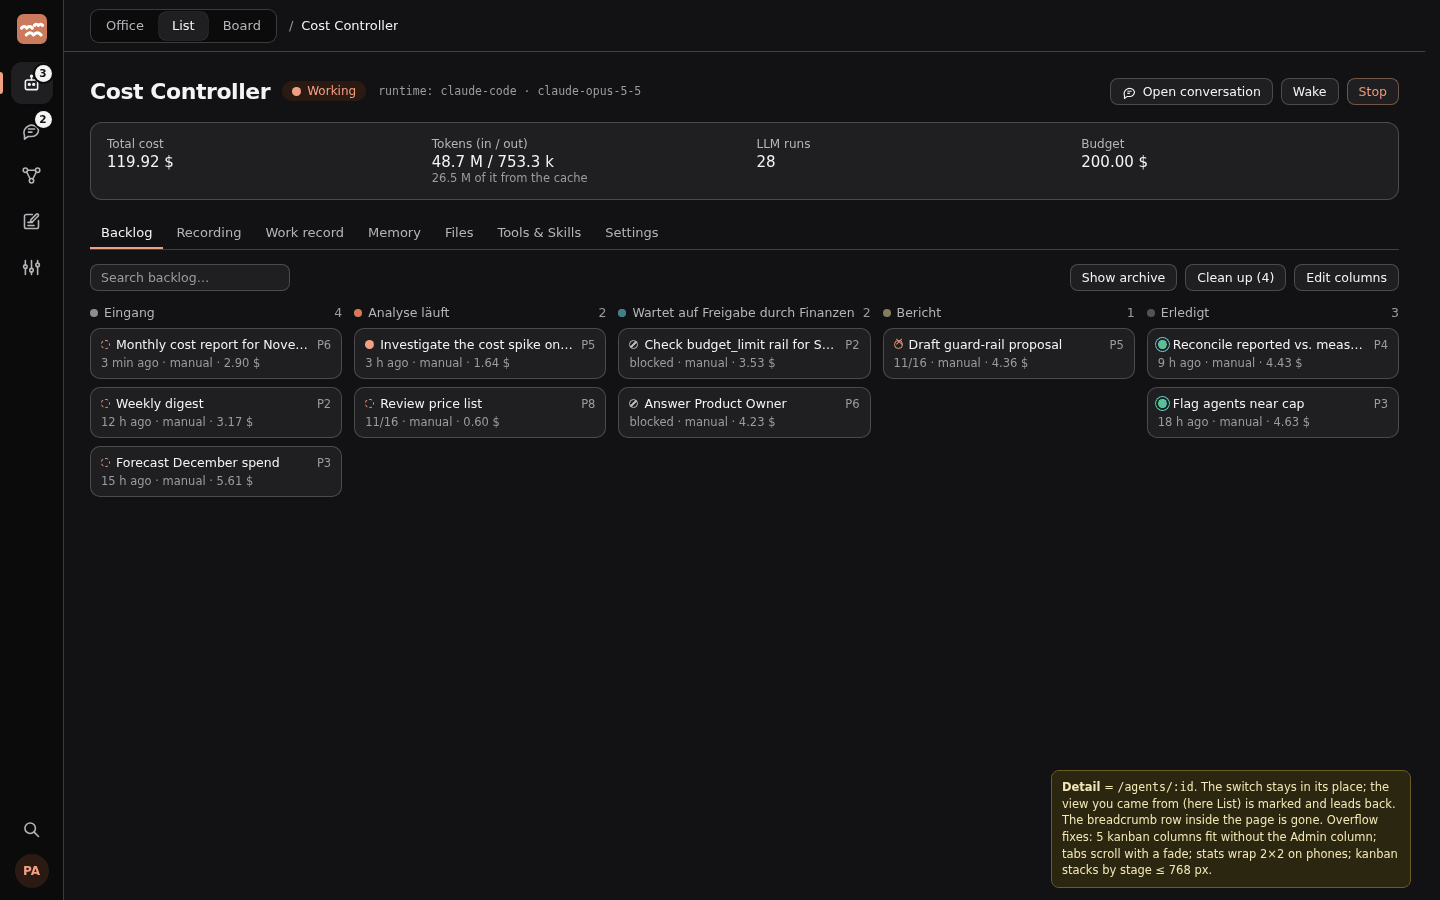 3
2
PA
Office
List
Board
/ Cost Controller
Cost Controller
Working
runtime: claude-code · claude-opus-5-5
Open conversation
Wake
Stop
Total cost
119.92 $
Tokens (in / out)
48.7 M / 753.3 k
26.5 M of it from the cache
LLM runs
28
Budget
200.00 $
Backlog
Recording
Work record
Memory
Files
Tools & Skills
Settings
Search backlog…
Show archive
Clean up (4)
Edit columns
Eingang 4
Monthly cost report for Nove… P6
3 min ago · manual · 2.90 $
Weekly digest P2
12 h ago · manual · 3.17 $
Forecast December spend P3
15 h ago · manual · 5.61 $
Analyse läuft 2
Investigate the cost spike on… P5
3 h ago · manual · 1.64 $
Review price list P8
11/16 · manual · 0.60 $
Wartet auf Freigabe durch Finanzen 2
Check budget_limit rail for S… P2
blocked · manual · 3.53 $
Answer Product Owner P6
blocked · manual · 4.23 $
Bericht 1
Draft guard-rail proposal P5
11/16 · manual · 4.36 $
Erledigt 3
Reconcile reported vs. meas… P4
9 h ago · manual · 4.43 $
Flag agents near cap P3
18 h ago · manual · 4.63 $
Detail = /agents/:id. The switch stays in its place; the
view you came from (here List) is marked and leads back.
The breadcrumb row inside the page is gone. Overflow
fixes: 5 kanban columns fit without the Admin column;
tabs scroll with a fade; stats wrap 2×2 on phones; kanban
stacks by stage ≤ 768 px.